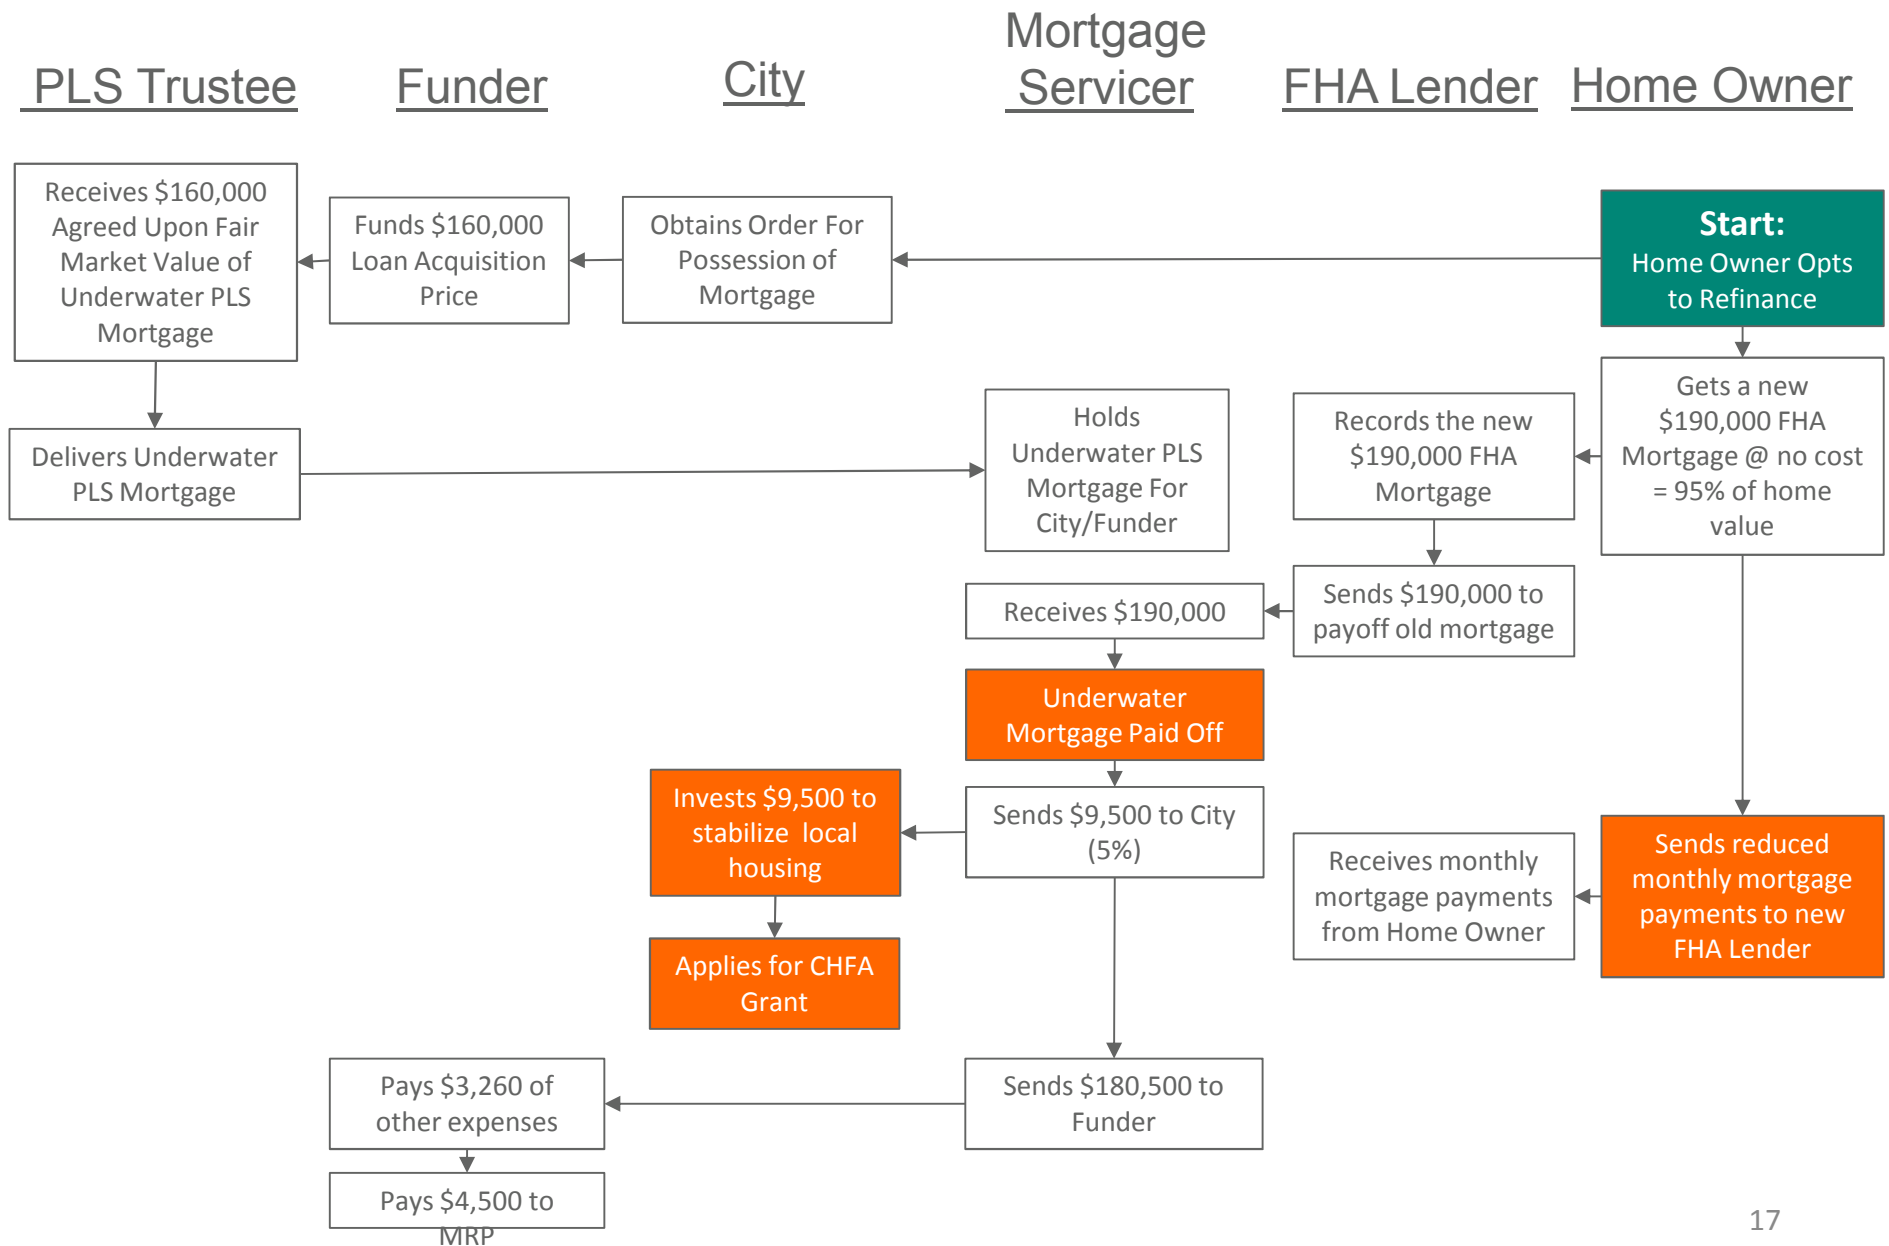 PLS Trustee
Funder
City
Mortgage
Servicer
FHA Lender
Home Owner
Receives $160,000
Agreed Upon Fair
Market Value of
Underwater PLS
Mortgage
Funds $160,000
Loan Acquisition
Price
Obtains Order For
Possession of
Mortgage
Start:
Home Owner Opts
to Refinance
Delivers Underwater
PLS Mortgage
Holds
Underwater PLS
Mortgage For
City/Funder
Records the new
$190,000 FHA
Mortgage
Gets a new
$190,000 FHA
Mortgage @ no cost
= 95% of home
value
Receives $190,000
Sends $190,000 to
payoff old mortgage
Underwater
Mortgage Paid Off
Invests $9,500 to
stabilize local
housing
Sends $9,500 to City
(5%)
Receives monthly
mortgage payments
from Home Owner
Sends reduced
monthly mortgage
payments to new
FHA Lender
Applies for CHFA
Grant
Pays $3,260 of
other expenses
Sends $180,500 to
Funder
Pays $4,500 to
MRP
17